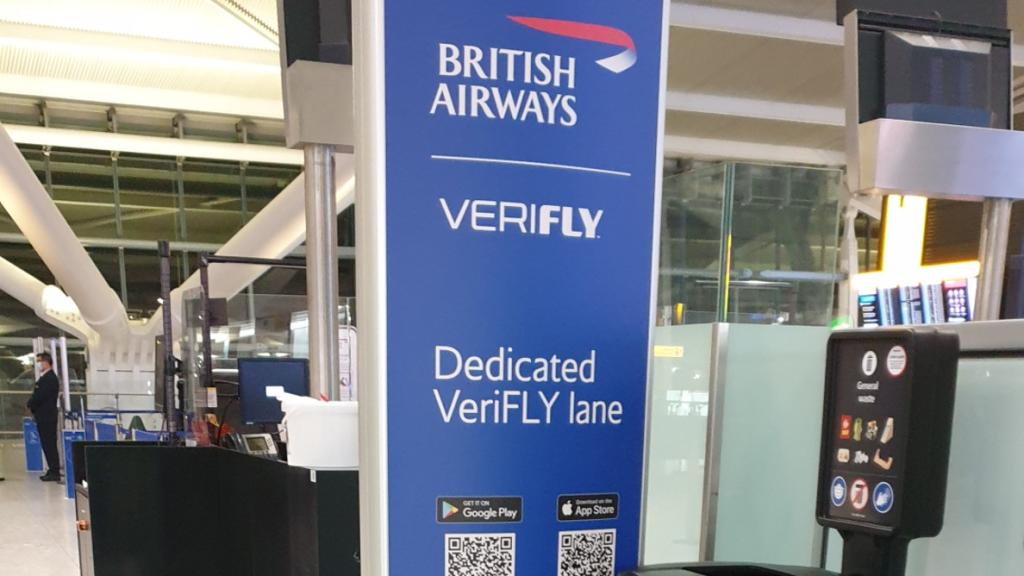 BRITISH
AIRWAYS
VERIFLY
Dedicated
VeriFLY lane
GET IT ON
Google Play
Download on the
App Store
General
waste